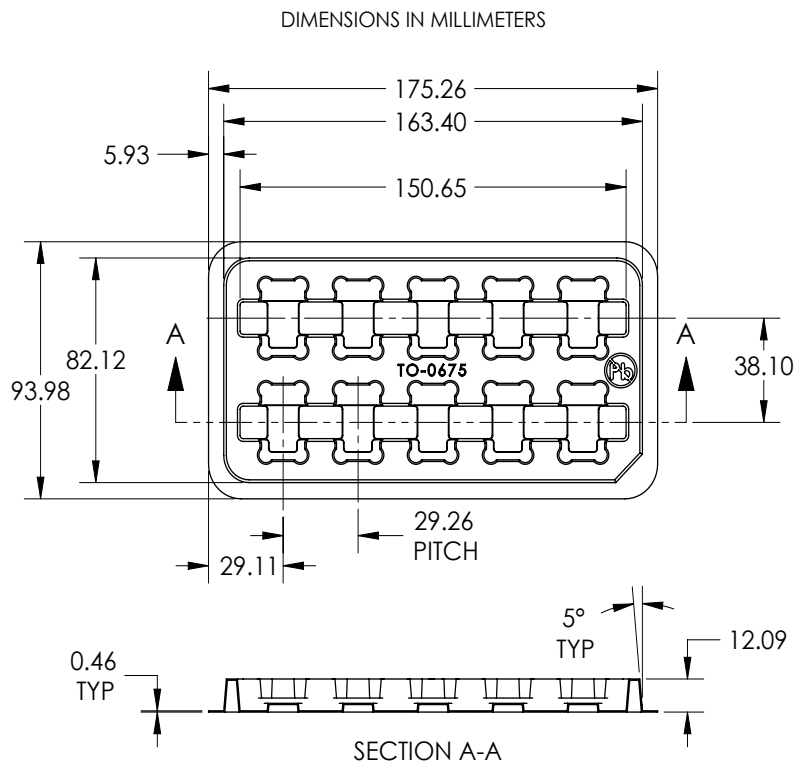 DIMENSIONS IN MILLIMETERS
175.26
163.40
5.93
150.65
A
A
82.12
TO-0675
Pb
38.10
93.98
29.26
PITCH
29.11
5°
TYP
12.09
0.46
TYP
SECTION A-A